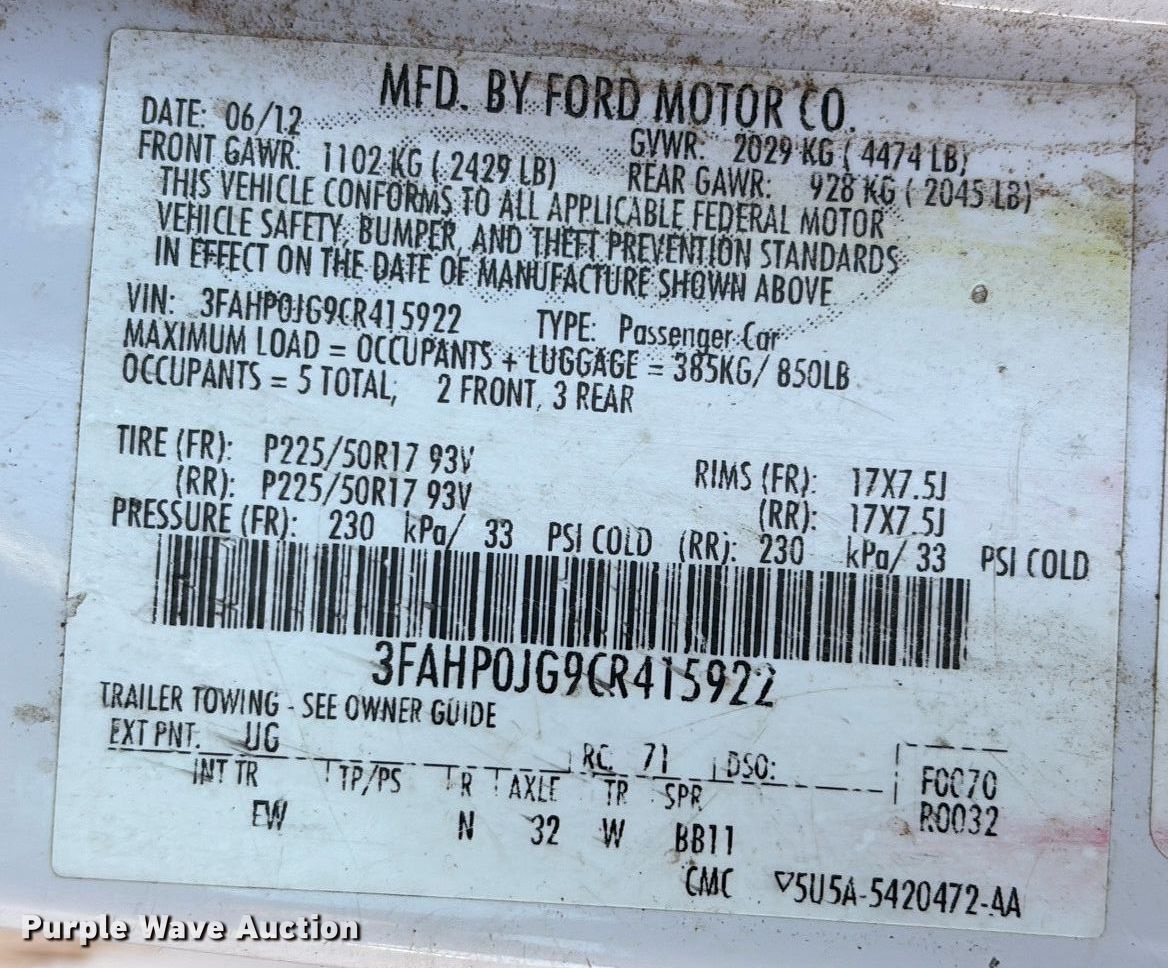 MFD. BY FORD MOTOR CO.
DATE: 06/12 GVWR: 2029 KG ( 4474 LB)
FRONT GAWR: 1102 KG ( 2429 LB) REAR GAWR: 928 KG ( 2045 LB)
THIS VEHICLE CONFORMS TO ALL APPLICABLE FEDERAL MOTOR
VEHICLE SAFETY, BUMPER, AND THEFT PREVENTION STANDARDS
IN EFFECT ON THE DATE OF MANUFACTURE SHOWN ABOVE
VIN: 3FAHP0JG9CR415922 TYPE: Passenger Car
MAXIMUM LOAD = OCCUPANTS + LUGGAGE = 385KG/ 850LB
OCCUPANTS = 5 TOTAL, 2 FRONT, 3 REAR
TIRE (FR): P225/50R17 93V RIMS (FR): 17X7.5J
(RR): P225/50R17 93V (RR): 17X7.5J
PRESSURE (FR): 230 kPa/ 33 PSI COLD (RR): 230 kPa/ 33 PSI COLD
3FAHP0JG9CR415922
TRAILER TOWING - SEE OWNER GUIDE
EXT PNT. UG RC. 71 DSO:
INT TR TP/PS R AXLE TR SPR F0070
EW N 32 W BB11 R0032
CMC 5U5A-5420472-AA
Purple Wave Auction